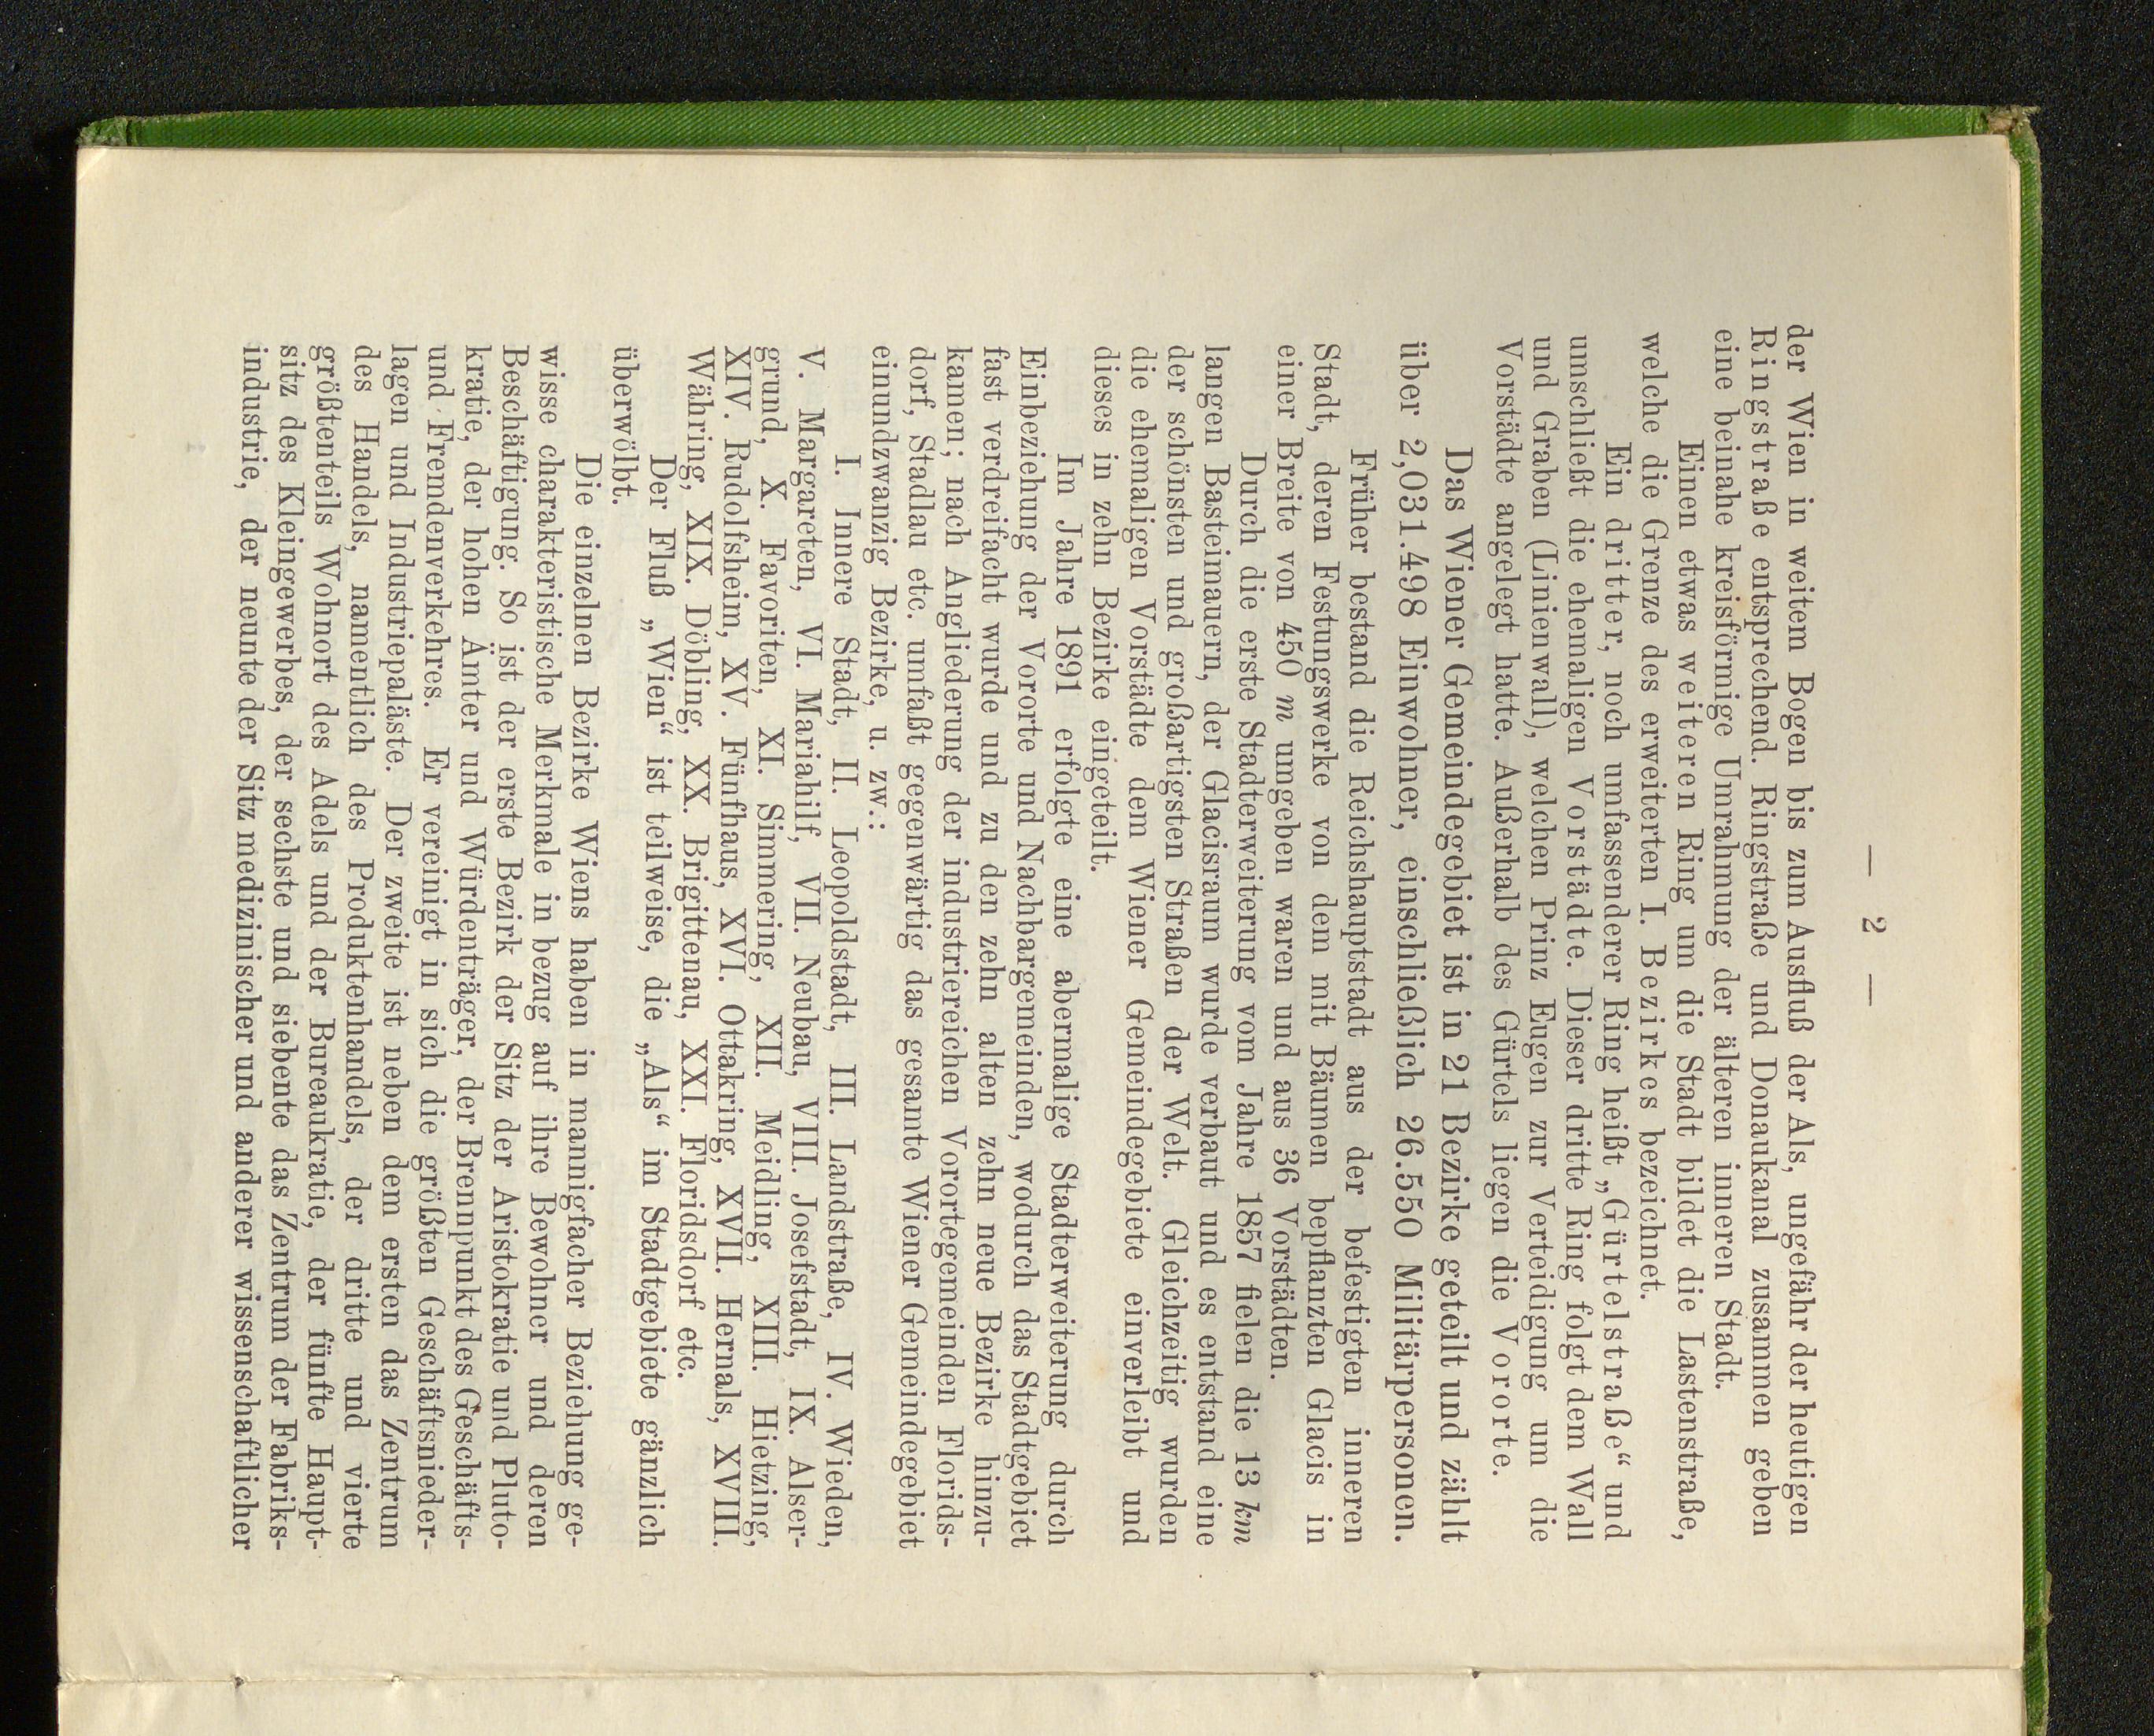 — 2 —
der Wien in weitem Bogen bis zum Ausfluß der Als, ungefähr der heutigen
Ringstraße entsprechend. Ringstraße und Donaukanal zusammen geben
eine beinahe kreisförmige Umrahmung der älteren inneren Stadt.
Einen etwas weiteren Ring um die Stadt bildet die Lastenstraße,
welche die Grenze des erweiterten I. Bezirkes bezeichnet.
Ein dritter, noch umfassenderer Ring heißt „Gürtelstraße“ und
umschließt die ehemaligen Vorstädte. Dieser dritte Ring folgt dem Wall
und Graben (Linienwall), welchen Prinz Eugen zur Verteidigung um die
Vorstädte angelegt hatte. Außerhalb des Gürtels liegen die Vororte.
Das Wiener Gemeindegebiet ist in 21 Bezirke geteilt und zählt
über 2,031.498 Einwohner, einschließlich 26.550 Militärpersonen.
Früher bestand die Reichshauptstadt aus der befestigten inneren
Stadt, deren Festungswerke von dem mit Bäumen bepflanzten Glacis in
einer Breite von 450 m umgeben waren und aus 36 Vorstädten.
Durch die erste Stadterweiterung vom Jahre 1857 fielen die 13 km
langen Basteimauern, der Glacisraum wurde verbaut und es entstand eine
der schönsten und großartigsten Straßen der Welt. Gleichzeitig wurden
die ehemaligen Vorstädte dem Wiener Gemeindegebiete einverleibt und
dieses in zehn Bezirke eingeteilt.
Im Jahre 1891 erfolgte eine abermalige Stadterweiterung durch
Einbeziehung der Vororte und Nachbargemeinden, wodurch das Stadtgebiet
fast verdreifacht wurde und zu den zehn alten zehn neue Bezirke hinzu-
kamen; nach Angliederung der industriereichen Vorortegemeinden Florids-
dorf, Stadlau etc. umfaßt gegenwärtig das gesamte Wiener Gemeindegebiet
einundzwanzig Bezirke, u. zw.:
I. Innere Stadt, II. Leopoldstadt, III. Landstraße, IV. Wieden,
V. Margareten, VI. Mariahilf, VII. Neubau, VIII. Josefstadt, IX. Alser-
grund, X. Favoriten, XI. Simmering, XII. Meidling, XIII. Hietzing,
XIV. Rudolfsheim, XV. Fünfhaus, XVI. Ottakring, XVII. Hernals, XVIII.
Währing, XIX. Döbling, XX. Brigittenau, XXI. Floridsdorf etc.
Der Fluß „Wien“ ist teilweise, die „Als“ im Stadtgebiete gänzlich
überwölbt.
Die einzelnen Bezirke Wiens haben in mannigfacher Beziehung ge-
wisse charakteristische Merkmale in bezug auf ihre Bewohner und deren
Beschäftigung. So ist der erste Bezirk der Sitz der Aristokratie und Pluto-
kratie, der hohen Ämter und Würdenträger, der Brennpunkt des Geschäfts-
und Fremdenverkehres. Er vereinigt in sich die größten Geschäftsnieder-
lagen und Industriepaläste. Der zweite ist neben dem ersten das Zentrum
des Handels, namentlich des Produktenhandels, der dritte und vierte
größtenteils Wohnort des Adels und der Bureaukratie, der fünfte Haupt-
sitz des Kleingewerbes, der sechste und siebente das Zentrum der Fabriks-
industrie, der neunte der Sitz medizinischer und anderer wissenschaftlicher